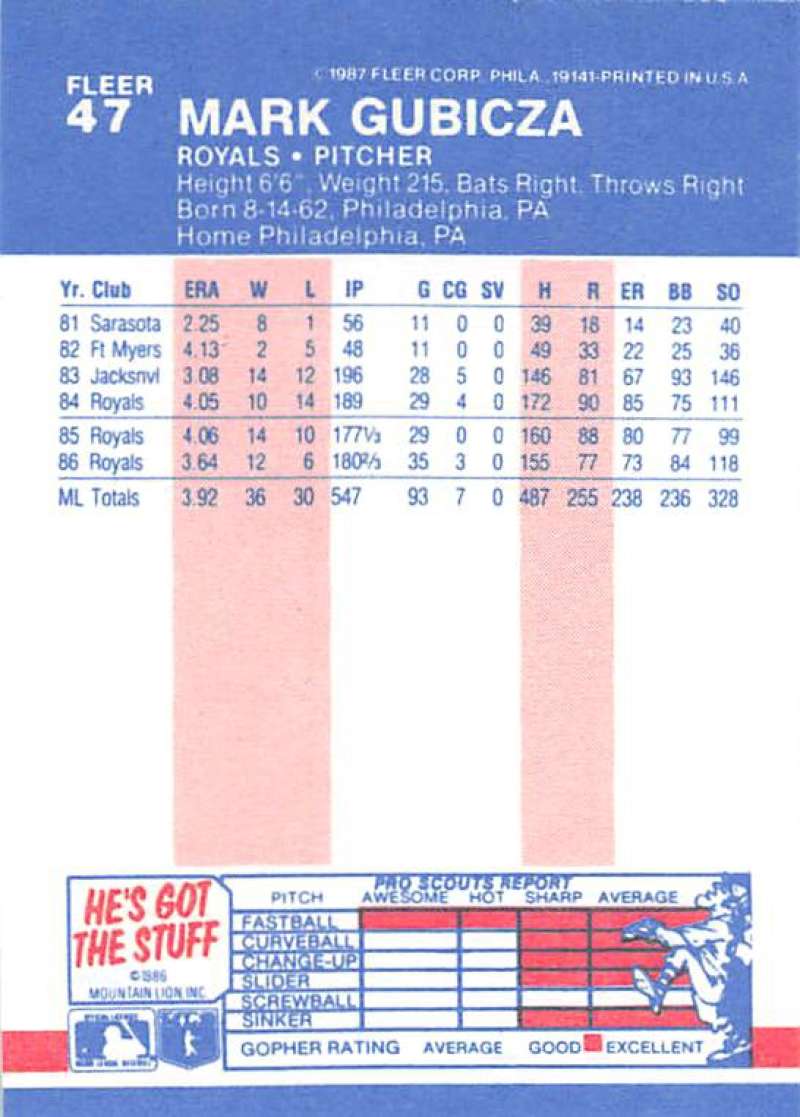 © 1987 FLEER CORP. PHILA., 19141-PRINTED IN U.S.A
FLEER
47 MARK GUBICZA
ROYALS • PITCHER
Height 6'6", Weight 215, Bats Right, Throws Right
Born 8-14-62, Philadelphia, PA
Home Philadelphia, PA
Yr. Club ERA W L IP G CG SV H R ER BB SO
81 Sarasota 2.25 8 1 56 11 0 0 39 18 14 23 40
82 Ft Myers 4.13 2 5 48 11 0 0 49 33 22 25 36
83 Jacksnvl 3.08 14 12 196 28 5 0 146 81 67 93 146
84 Royals 4.05 10 14 189 29 4 0 172 90 85 75 111
85 Royals 4.06 14 10 177⅓ 29 0 0 160 88 80 77 99
86 Royals 3.64 12 6 180⅔ 35 3 0 155 77 73 84 118
ML Totals 3.92 36 30 547 93 7 0 487 255 238 236 328
HE'S GOT
THE STUFF
©1986
MOUNTAIN LION INC.
PRO SCOUTS REPORT
PITCH AWESOME HOT SHARP AVERAGE
FASTBALL
CURVEBALL
CHANGE-UP
SLIDER
SCREWBALL
SINKER
GOPHER RATING AVERAGE GOOD EXCELLENT